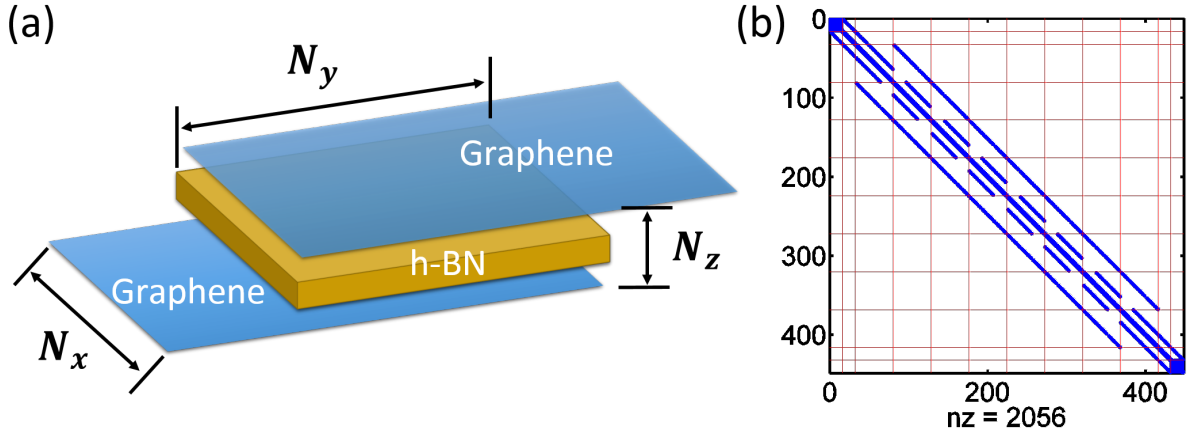 (a)
N_y
Graphene
h-BN
N_z
Graphene
N_x
(b)
0
100
200
300
400
0 200 400
nz = 2056